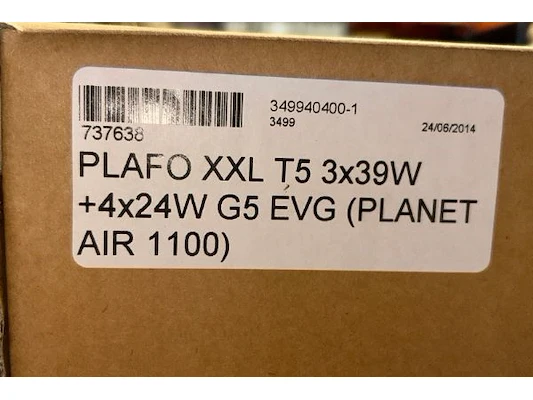 349940400-1
3499
24/06/2014
737638
PLAFO XXL T5 3x39W
+4x24W G5 EVG (PLANET
AIR 1100)